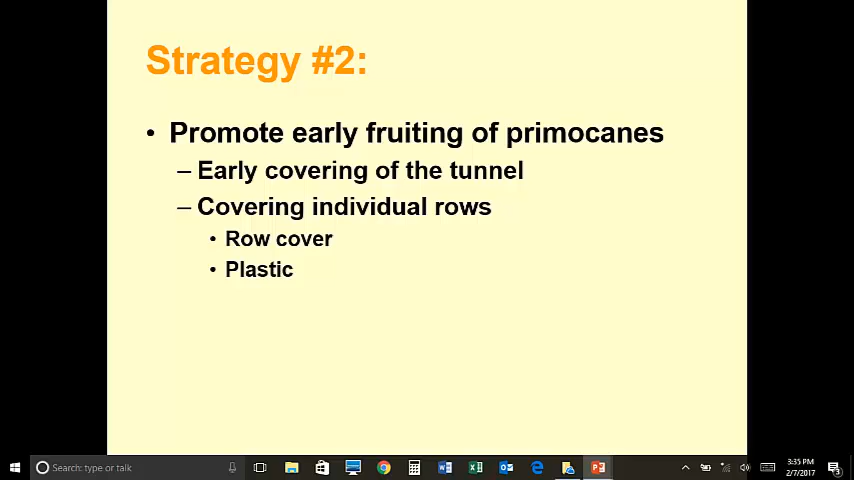 Strategy #2:
• Promote early fruiting of primocanes
– Early covering of the tunnel
– Covering individual rows
• Row cover
• Plastic
Search: type or talk
3:35 PM
2/7/2017
3